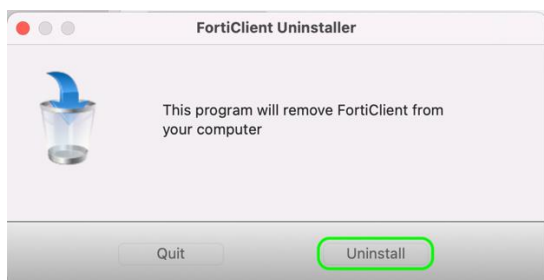 FortiClient Uninstaller
This program will remove FortiClient from
your computer
Quit
Uninstall